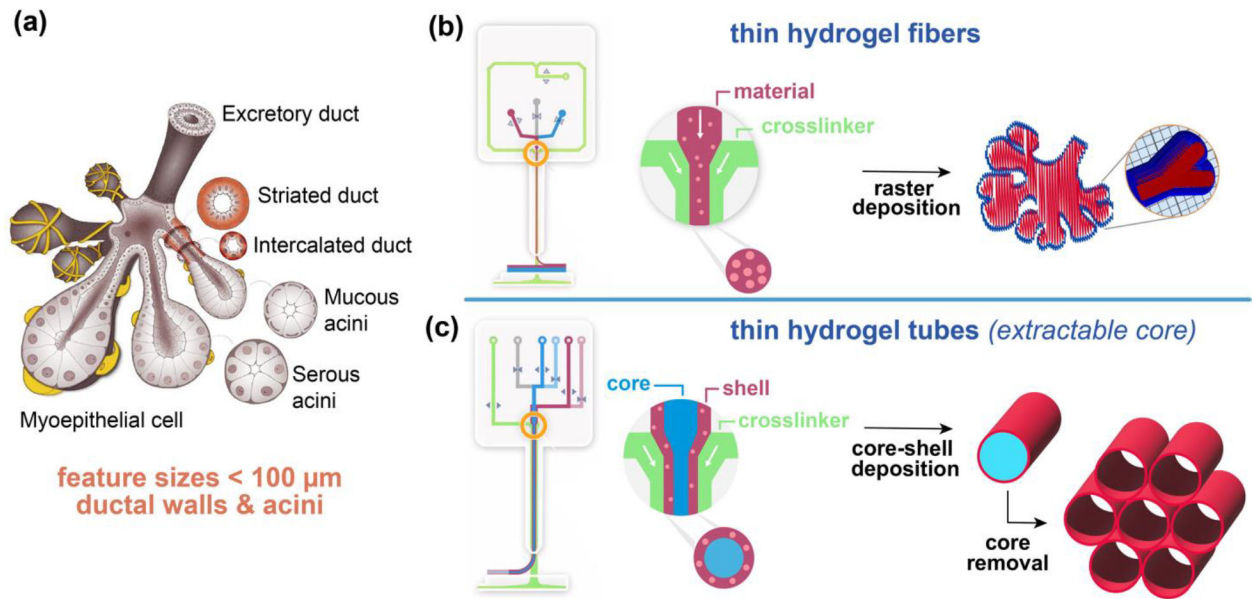 (a)
Excretory duct
Striated duct
Intercalated duct
Mucous
acini
Serous
acini
Myoepithelial cell
feature sizes < 100 µm
ductal walls & acini
(b)
thin hydrogel fibers
material
crosslinker
raster
deposition
(c)
thin hydrogel tubes (extractable core)
core
shell
crosslinker
core-shell
deposition
core
removal